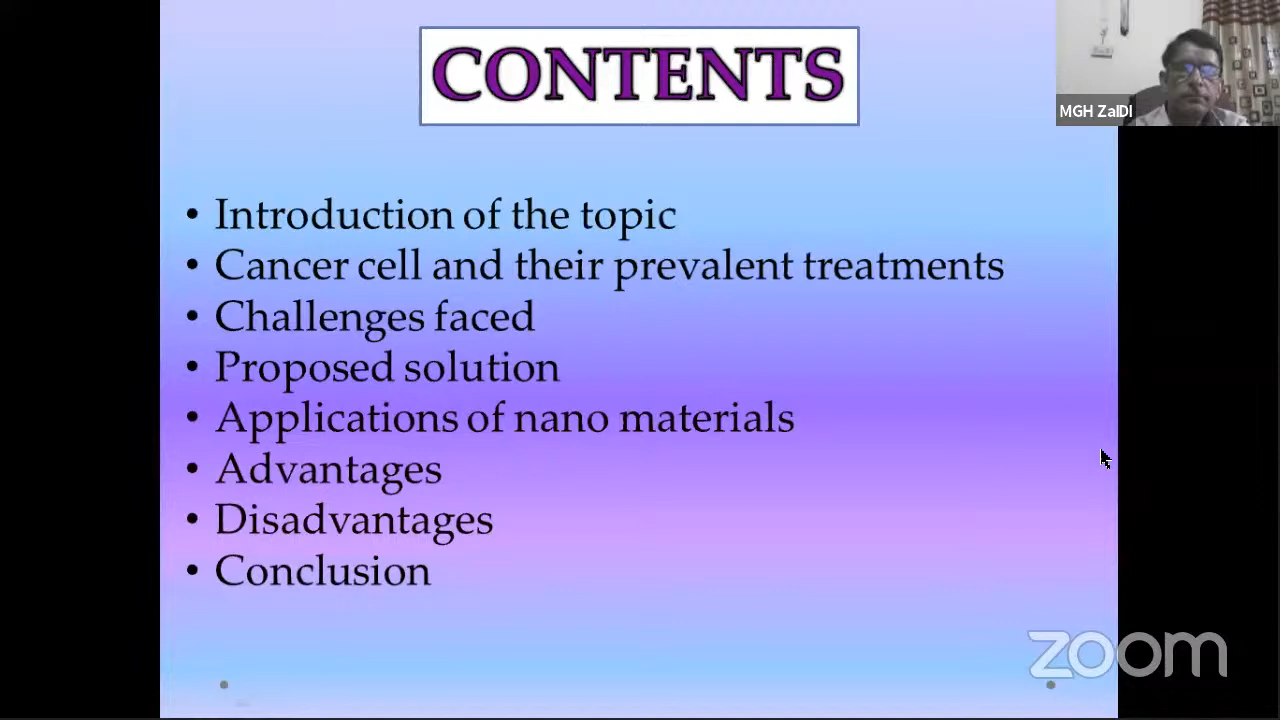 CONTENTS
MGH ZaIDI
• Introduction of the topic
• Cancer cell and their prevalent treatments
• Challenges faced
• Proposed solution
• Applications of nano materials
• Advantages
• Disadvantages
• Conclusion
zoom